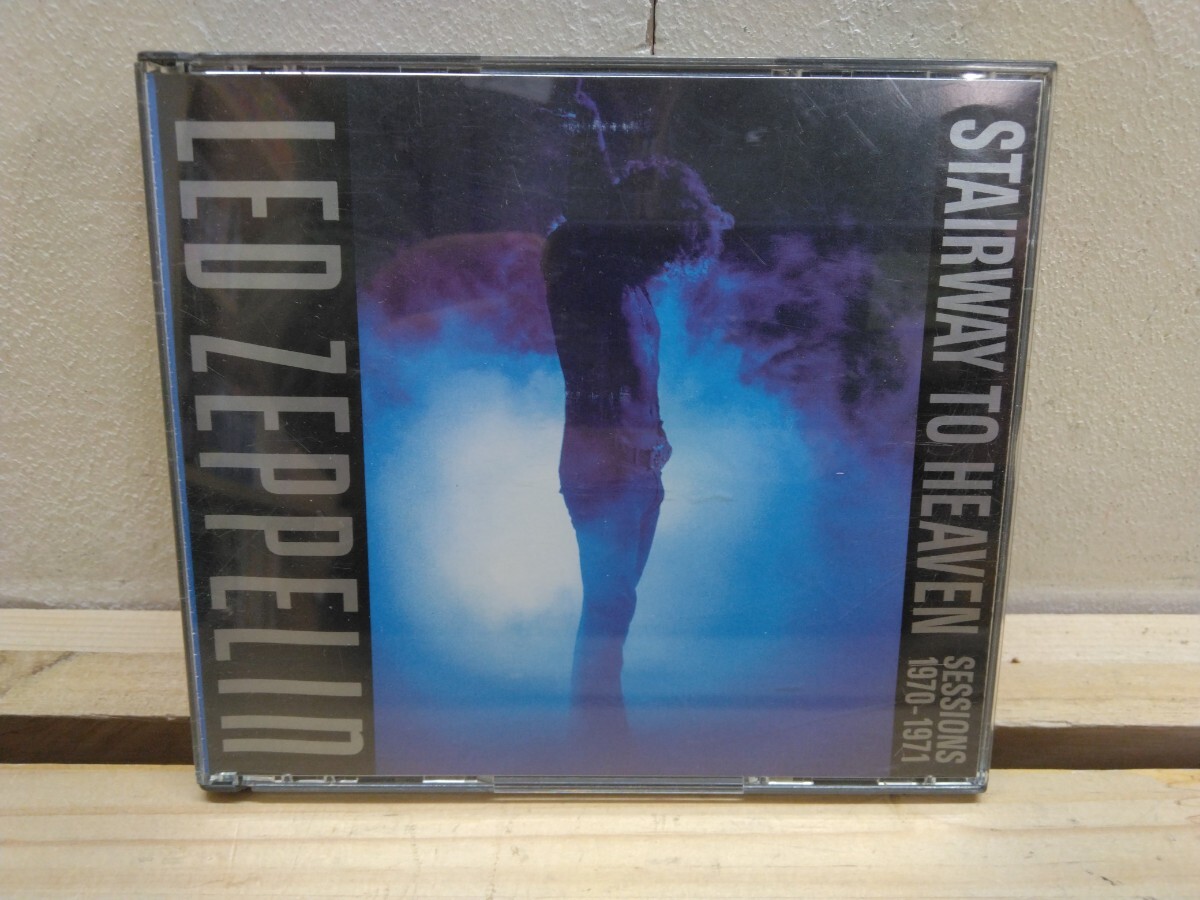 LED ZEPPELIN
STAIRWAY TO HEAVEN
SESSIONS
1970-1971